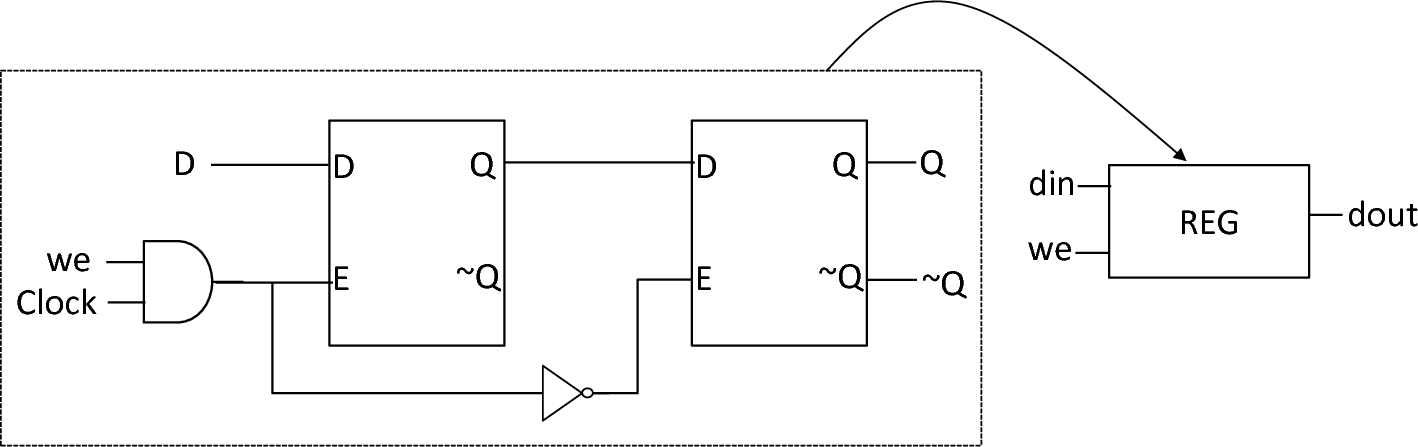 D D Q D Q Q
we
Clock
E ~Q E ~Q ~Q
din
we
REG
dout